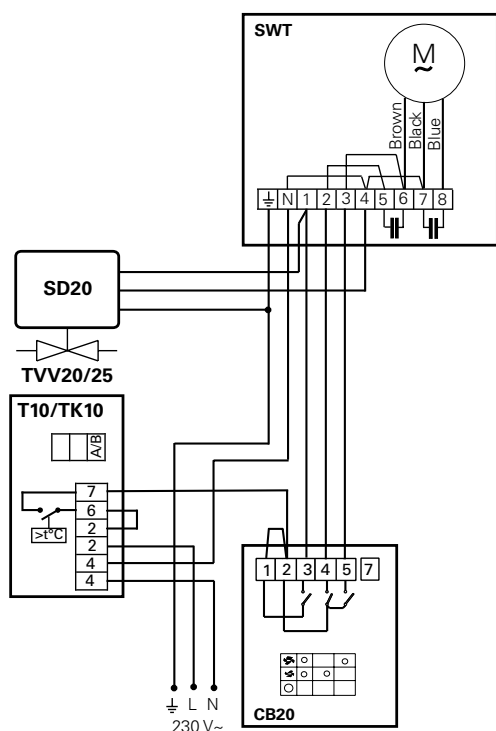 SWT
M
~
Brown
Black
Blue
N 1 2 3 4 5 6 7 8
SD20
TVV20/25
T10/TK10
A/B
7
6
>t°C
2
2
4
4
1 2 3 4 5 7
L N
230 V~
CB20